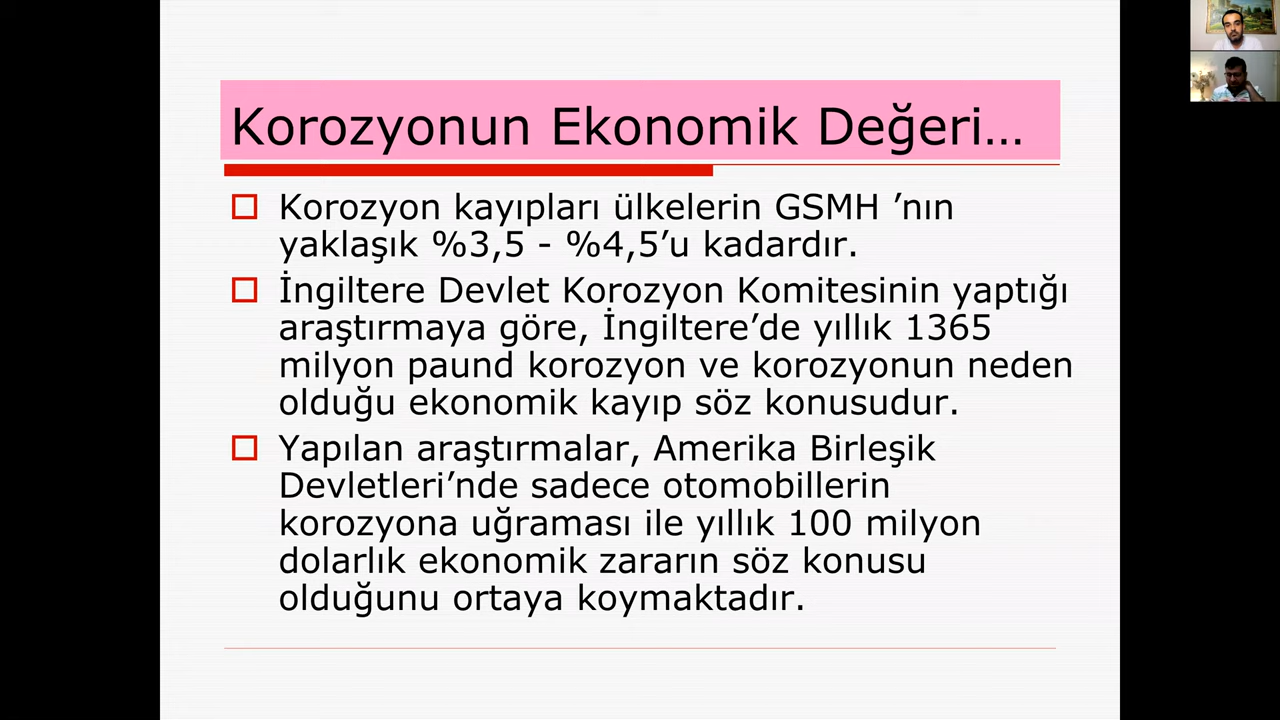 Korozyonun Ekonomik Değeri…
Korozyon kayıpları ülkelerin GSMH ’nın
yaklaşık %3,5 - %4,5’u kadardır.
İngiltere Devlet Korozyon Komitesinin yaptığı
araştırmaya göre, İngiltere’de yıllık 1365
milyon paund korozyon ve korozyonun neden
olduğu ekonomik kayıp söz konusudur.
Yapılan araştırmalar, Amerika Birleşik
Devletleri’nde sadece otomobillerin
korozyona uğraması ile yıllık 100 milyon
dolarlık ekonomik zararın söz konusu
olduğunu ortaya koymaktadır.